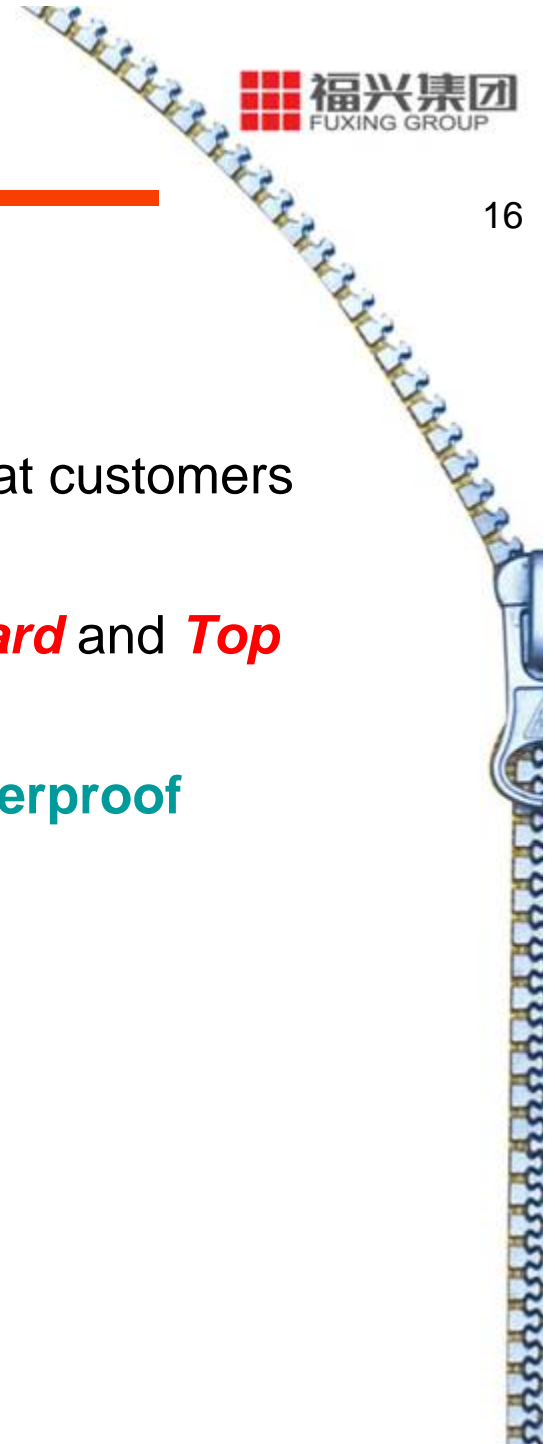 福兴集团
FUXING GROUP
16
at customers
ard and Top
erproof